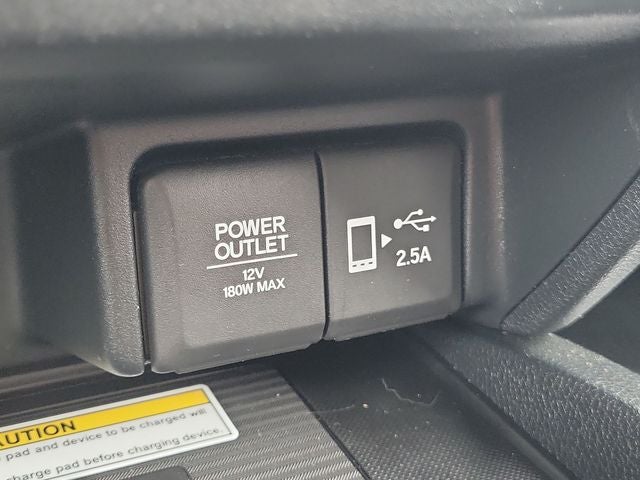 POWER
OUTLET
12V
180W MAX
2.5A
CAUTION
pad and device to be charged will
charge pad before charging device.